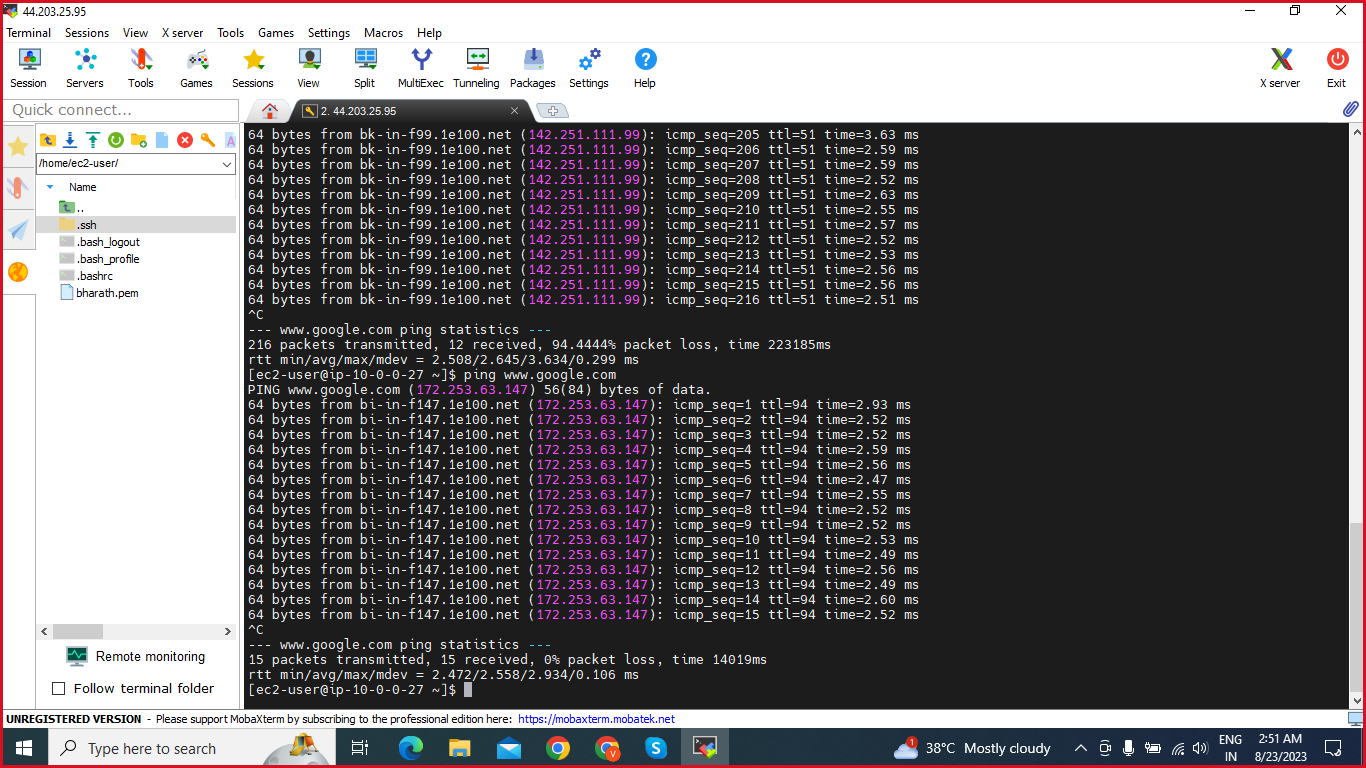 44.203.25.95
Terminal Sessions View X server Tools Games Settings Macros Help
Session Servers Tools Games Sessions View Split MultiExec Tunneling Packages Settings Help X server Exit
Quick connect...
2. 44.203.25.95
/home/ec2-user/
Name
..
.ssh
.bash_logout
.bash_profile
.bashrc
bharath.pem
Remote monitoring
Follow terminal folder
64 bytes from bk-in-f99.1e100.net (142.251.111.99): icmp_seq=205 ttl=51 time=3.63 ms
64 bytes from bk-in-f99.1e100.net (142.251.111.99): icmp_seq=206 ttl=51 time=2.59 ms
64 bytes from bk-in-f99.1e100.net (142.251.111.99): icmp_seq=207 ttl=51 time=2.59 ms
64 bytes from bk-in-f99.1e100.net (142.251.111.99): icmp_seq=208 ttl=51 time=2.52 ms
64 bytes from bk-in-f99.1e100.net (142.251.111.99): icmp_seq=209 ttl=51 time=2.63 ms
64 bytes from bk-in-f99.1e100.net (142.251.111.99): icmp_seq=210 ttl=51 time=2.55 ms
64 bytes from bk-in-f99.1e100.net (142.251.111.99): icmp_seq=211 ttl=51 time=2.57 ms
64 bytes from bk-in-f99.1e100.net (142.251.111.99): icmp_seq=212 ttl=51 time=2.52 ms
64 bytes from bk-in-f99.1e100.net (142.251.111.99): icmp_seq=213 ttl=51 time=2.53 ms
64 bytes from bk-in-f99.1e100.net (142.251.111.99): icmp_seq=214 ttl=51 time=2.56 ms
64 bytes from bk-in-f99.1e100.net (142.251.111.99): icmp_seq=215 ttl=51 time=2.56 ms
64 bytes from bk-in-f99.1e100.net (142.251.111.99): icmp_seq=216 ttl=51 time=2.51 ms
^C
--- www.google.com ping statistics ---
216 packets transmitted, 12 received, 94.4444% packet loss, time 223185ms
rtt min/avg/max/mdev = 2.508/2.645/3.634/0.299 ms
[ec2-user@ip-10-0-0-27 ~]$ ping www.google.com
PING www.google.com (172.253.63.147) 56(84) bytes of data.
64 bytes from bi-in-f147.1e100.net (172.253.63.147): icmp_seq=1 ttl=94 time=2.93 ms
64 bytes from bi-in-f147.1e100.net (172.253.63.147): icmp_seq=2 ttl=94 time=2.52 ms
64 bytes from bi-in-f147.1e100.net (172.253.63.147): icmp_seq=3 ttl=94 time=2.52 ms
64 bytes from bi-in-f147.1e100.net (172.253.63.147): icmp_seq=4 ttl=94 time=2.59 ms
64 bytes from bi-in-f147.1e100.net (172.253.63.147): icmp_seq=5 ttl=94 time=2.56 ms
64 bytes from bi-in-f147.1e100.net (172.253.63.147): icmp_seq=6 ttl=94 time=2.47 ms
64 bytes from bi-in-f147.1e100.net (172.253.63.147): icmp_seq=7 ttl=94 time=2.55 ms
64 bytes from bi-in-f147.1e100.net (172.253.63.147): icmp_seq=8 ttl=94 time=2.52 ms
64 bytes from bi-in-f147.1e100.net (172.253.63.147): icmp_seq=9 ttl=94 time=2.52 ms
64 bytes from bi-in-f147.1e100.net (172.253.63.147): icmp_seq=10 ttl=94 time=2.53 ms
64 bytes from bi-in-f147.1e100.net (172.253.63.147): icmp_seq=11 ttl=94 time=2.49 ms
64 bytes from bi-in-f147.1e100.net (172.253.63.147): icmp_seq=12 ttl=94 time=2.56 ms
64 bytes from bi-in-f147.1e100.net (172.253.63.147): icmp_seq=13 ttl=94 time=2.49 ms
64 bytes from bi-in-f147.1e100.net (172.253.63.147): icmp_seq=14 ttl=94 time=2.60 ms
64 bytes from bi-in-f147.1e100.net (172.253.63.147): icmp_seq=15 ttl=94 time=2.52 ms
^C
--- www.google.com ping statistics ---
15 packets transmitted, 15 received, 0% packet loss, time 14019ms
rtt min/avg/max/mdev = 2.472/2.558/2.934/0.106 ms
[ec2-user@ip-10-0-0-27 ~]$
UNREGISTERED VERSION - Please support MobaXterm by subscribing to the professional edition here: https://mobaxterm.mobatek.net
Type here to search
38°C Mostly cloudy
ENG
IN
2:51 AM
8/23/2023